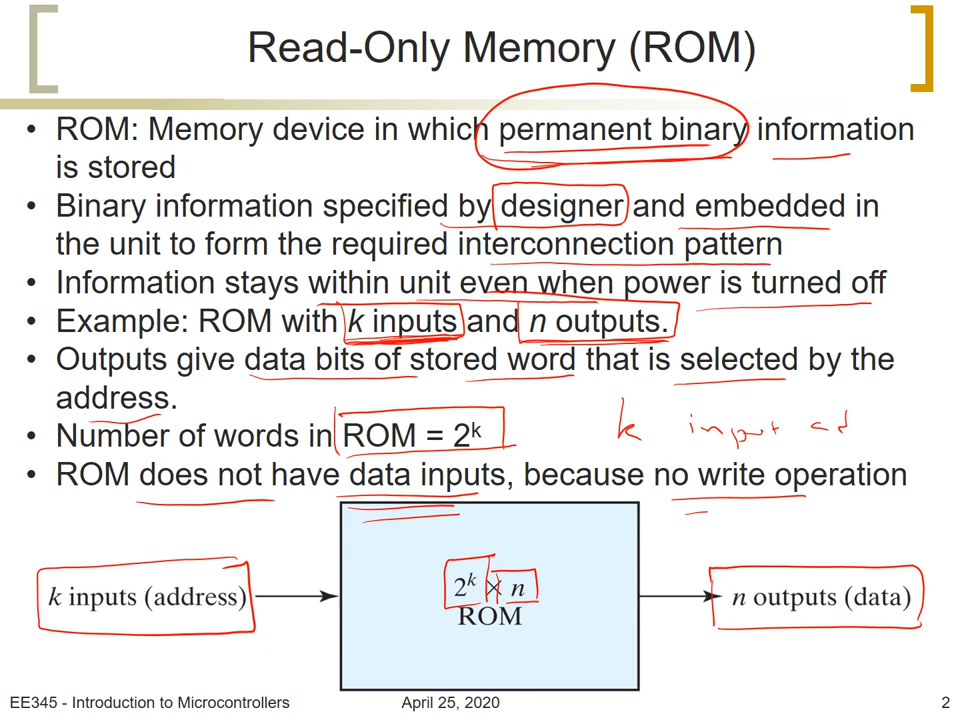 Read-Only Memory (ROM)
• ROM: Memory device in which permanent binary information
is stored
• Binary information specified by designer and embedded in
the unit to form the required interconnection pattern
• Information stays within unit even when power is turned off
• Example: ROM with k inputs and n outputs.
• Outputs give data bits of stored word that is selected by the
address.
• Number of words in ROM = 2ᵏ
k input ad
• ROM does not have data inputs, because no write operation
k inputs (address)
2ᵏ × n
ROM
n outputs (data)
EE345 - Introduction to Microcontrollers
April 25, 2020
2